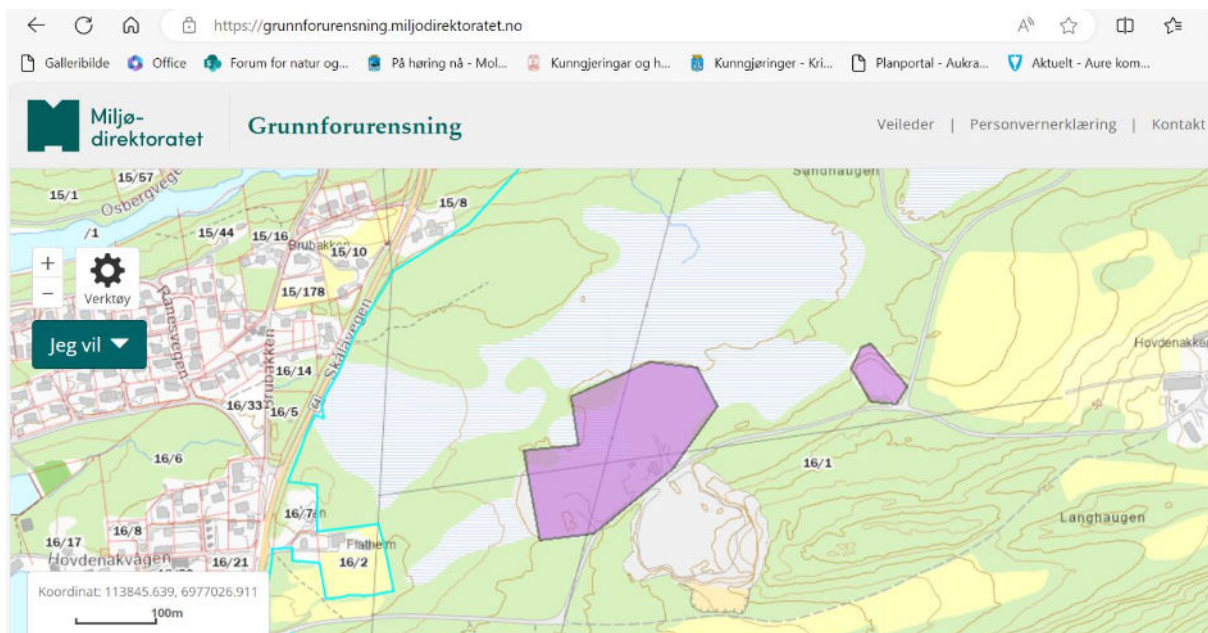 https://grunnforurensning.miljodirektoratet.no
Galleribilde Office Forum for natur og... På høring nå - Mol... Kunngjeringar og h... Kunngjøringer - Kri... Planportal - Aukra... Aktuelt - Aure kom...
Miljø-
direktoratet
Grunnforurensning
Veileder | Personvernerklæring | Kontakt
15/57
15/1
Osbergvege
Sandhaugen
15/8
/1
15/44
15/16
Brubakken
15/10
+
−
Verktøy
15/178
Ranesvegen
Skålavegen
Jeg vil
Hovdenakken
Brubakken
16/14
16/33
16/5
64
16/6
16/1
16/7
Langhaugen
16/8
16/17
Flatheim
Hovdenakvågen
16/21
16/2
Koordinat: 113845.639, 6977026.911
100m